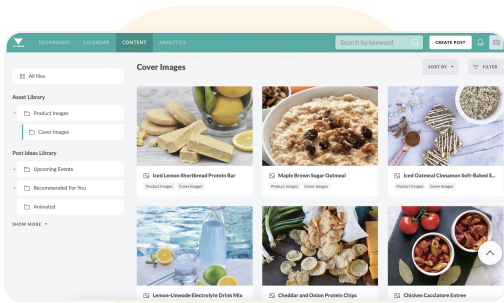 DASHBOARD CALENDAR CONTENT ANALYTICS Search by keyword CREATE POST
All files
Cover Images
SORT BY
FILTER
Asset Library
Product Images
Cover Images
Post Ideas Library
Upcoming Events
Recommended For You
Animated
SHOW MORE
Iced Lemon Shortbread Protein Bar
Product Images Cover Images
Maple Brown Sugar Oatmeal
Product Images Cover Images
Iced Oatmeal Cinnamon Soft-Baked S...
Product Images Cover Images
Lemon-Limeade Electrolyte Drink Mix
Cheddar and Onion Protein Chips
Chicken Cacciatore Entree